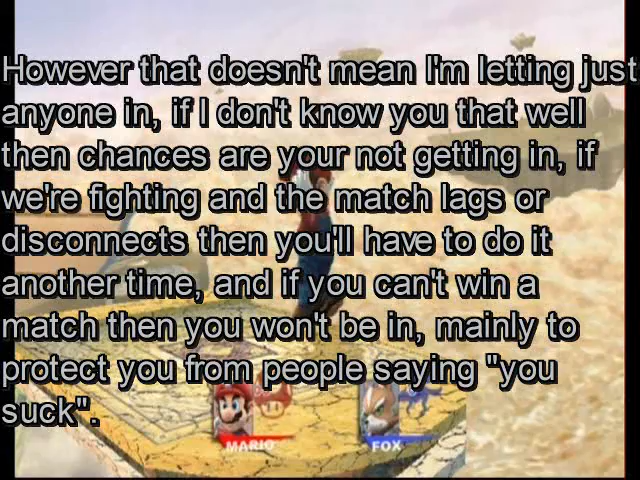 However that doesn't mean I'm letting just
anyone in, if I don't know you that well
then chances are your not getting in, if
we're fighting and the match lags or
disconnects then you'll have to do it
another time, and if you can't win a
match then you won't be in, mainly to
protect you from people saying "you
suck".
MARIO
FOX